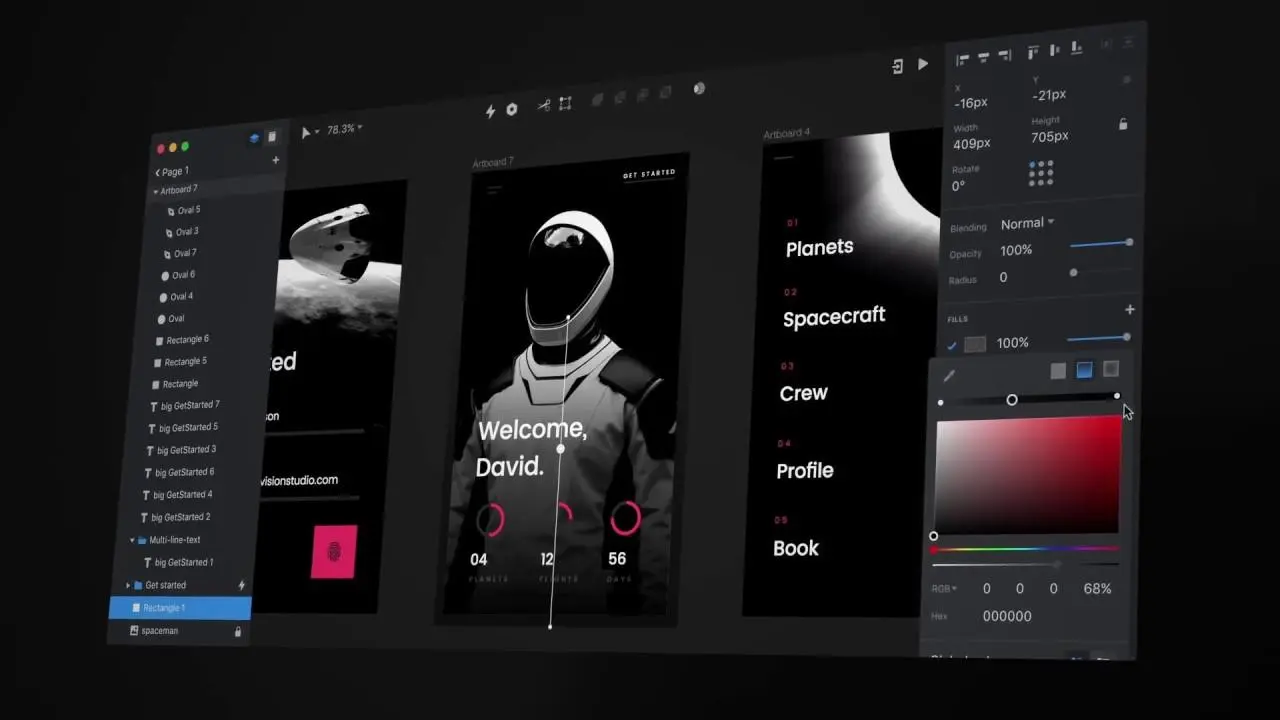 Page 1
Artboard 7
Oval 5
Oval 3
Oval 7
Oval 6
Oval 4
Oval
Rectangle 6
Rectangle 5
Rectangle
big GetStarted 7
big GetStarted 5
big GetStarted 3
big GetStarted 6
big GetStarted 4
big GetStarted 2
Multi-line-text
big GetStarted 1
Get started
Rectangle 1
spaceman
78.3%
ted
son
visionstudio.com
Artboard 7
GET STARTED
Welcome,
David.
04 12 56
PLANETS FLIGHTS DAYS
Artboard 4
01
Planets
02
Spacecraft
03
Crew
04
Profile
05
Book
X Y
-16px -21px
Width Height
409px 705px
Rotate
0°
Blending Normal
Opacity 100%
Radius 0
FILLS
100%
RGB 0 0 0 68%
Hex 000000